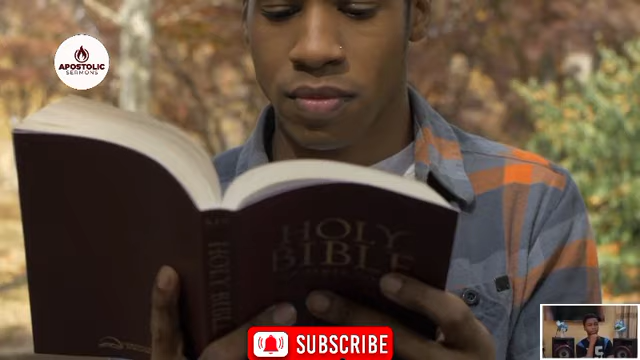 APOSTOLIC
SERMONS
HOLY
BIBLE
HOLY BIBLE
SUBSCRIBE